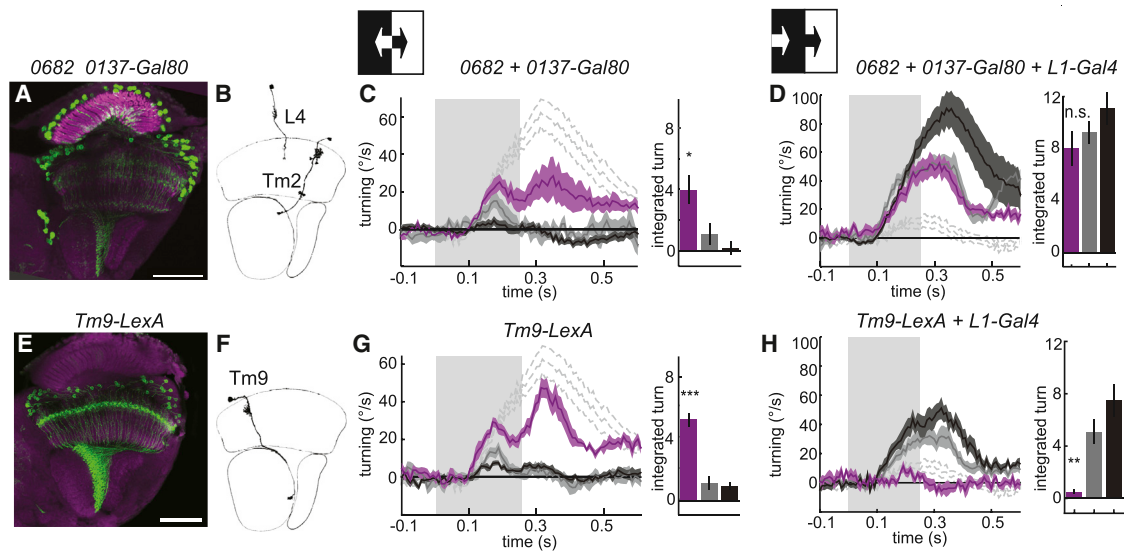 0682 0137-Gal80
0682 + 0137-Gal80
0682 + 0137-Gal80 + L1-Gal4
A
B
L4
Tm2
C
60
40
20
0
turning (°/s)
-0.1
0.1
0.3
0.5
time (s)
8
4
0
integrated turn
*
D
100
80
60
40
20
0
turning (°/s)
-0.1
0.1
0.3
0.5
time (s)
12
8
4
0
integrated turn
n.s.
Tm9-LexA
Tm9-LexA
Tm9-LexA + L1-Gal4
E
F
Tm9
G
60
40
20
0
turning (°/s)
-0.1
0.1
0.3
0.5
time (s)
8
4
0
integrated turn
***
H
100
80
60
40
20
0
turning (°/s)
-0.1
0.1
0.3
0.5
time (s)
12
8
4
0
integrated turn
**